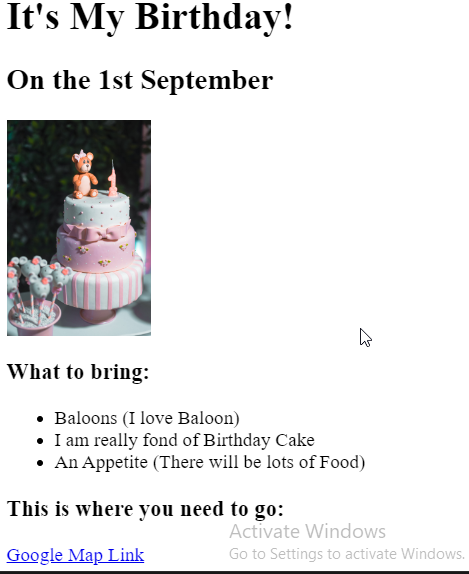 It's My Birthday!
On the 1st September
What to bring:
Baloons (I love Baloon)
I am really fond of Birthday Cake
An Appetite (There will be lots of Food)
This is where you need to go:
Activate Windows
Google Map Link
Go to Settings to activate Windows.